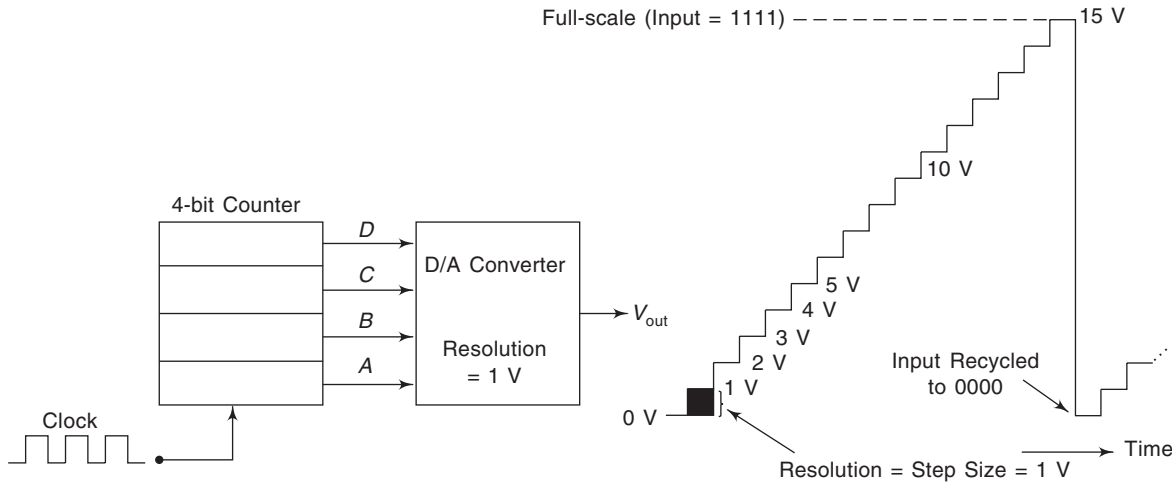 Full-scale (Input = 1111)
15 V
10 V
4-bit Counter
D
C
B
A
D/A Converter
Resolution
= 1 V
Vout
Clock
5 V
4 V
3 V
2 V
1 V
0 V
Input Recycled
to 0000
Time
Resolution = Step Size = 1 V